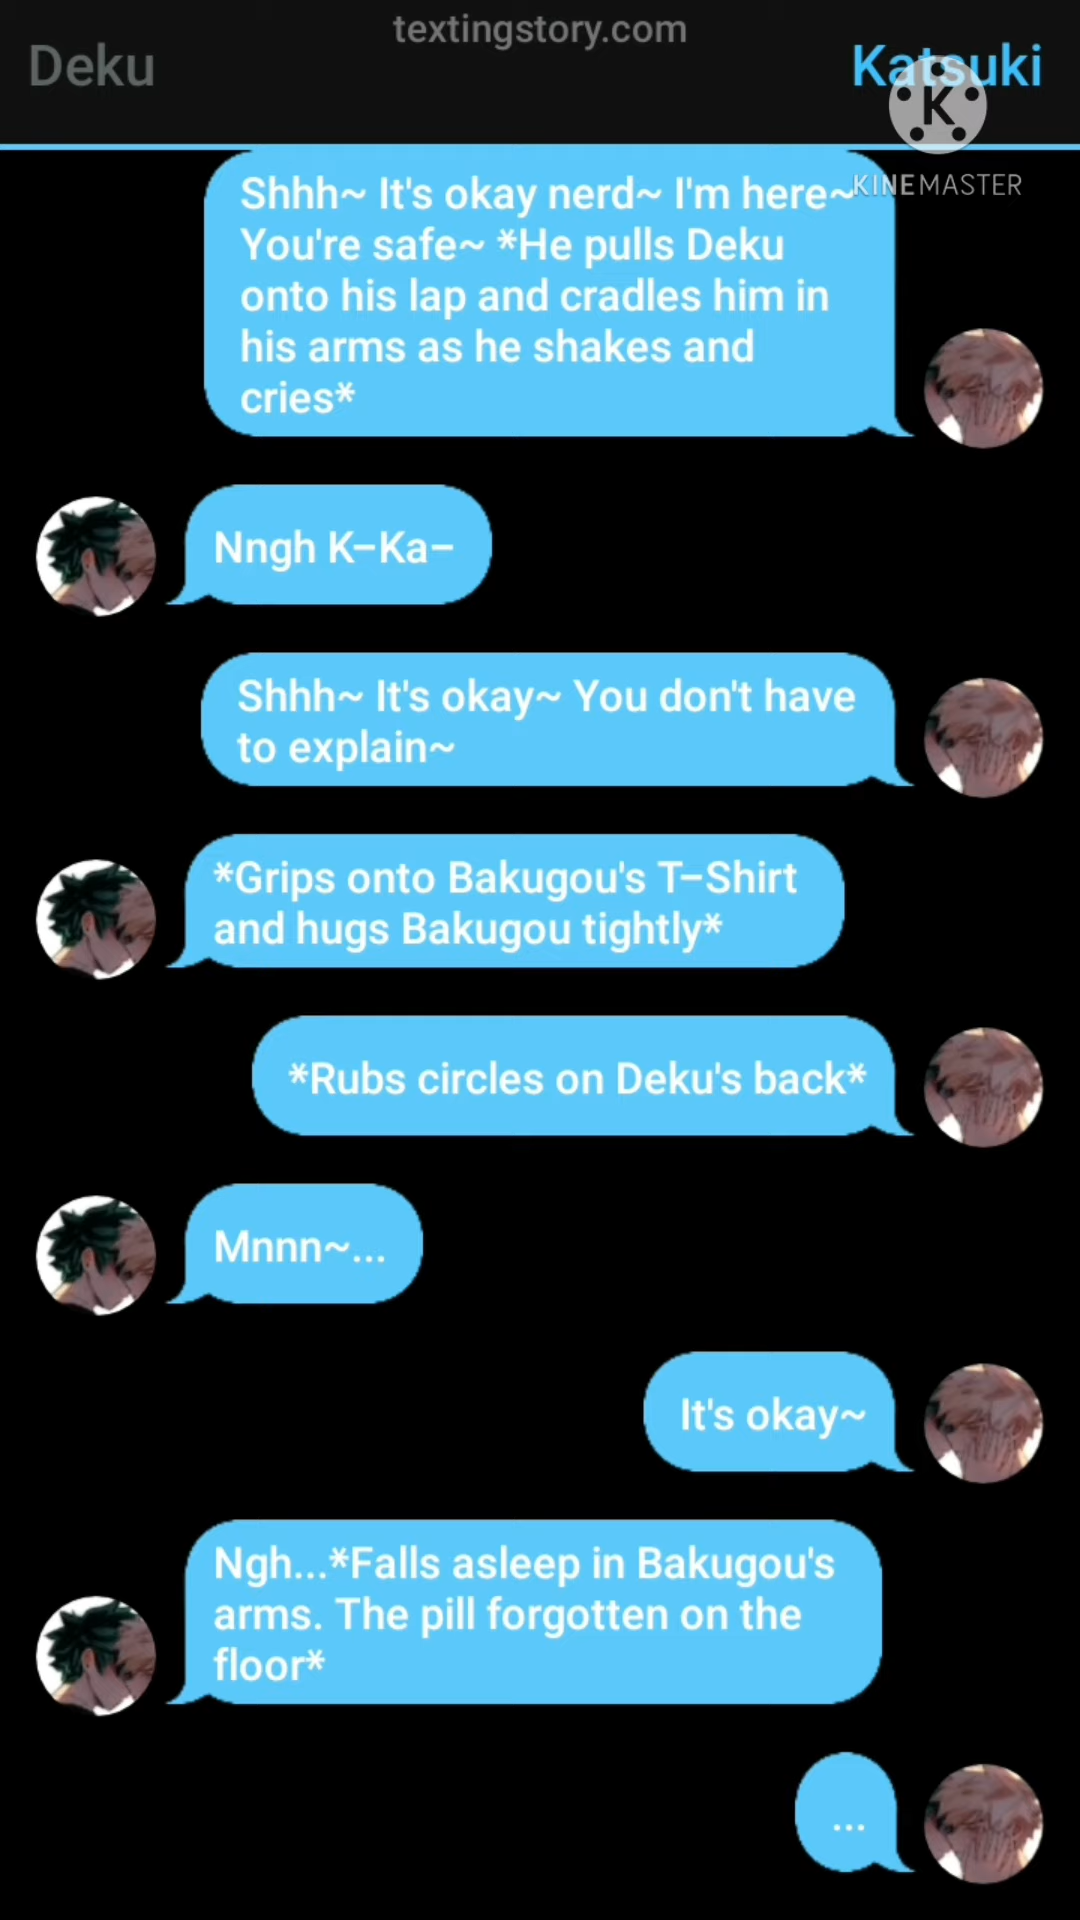 textingstory.com
Deku
Katsuki
K
KINEMASTER
Shhh~ It's okay nerd~ I'm here~
You're safe~ *He pulls Deku
onto his lap and cradles him in
his arms as he shakes and
cries*
Nngh K–Ka–
Shhh~ It's okay~ You don't have
to explain~
*Grips onto Bakugou's T–Shirt
and hugs Bakugou tightly*
*Rubs circles on Deku's back*
Mnnn~...
It's okay~
Ngh...*Falls asleep in Bakugou's
arms. The pill forgotten on the
floor*
...